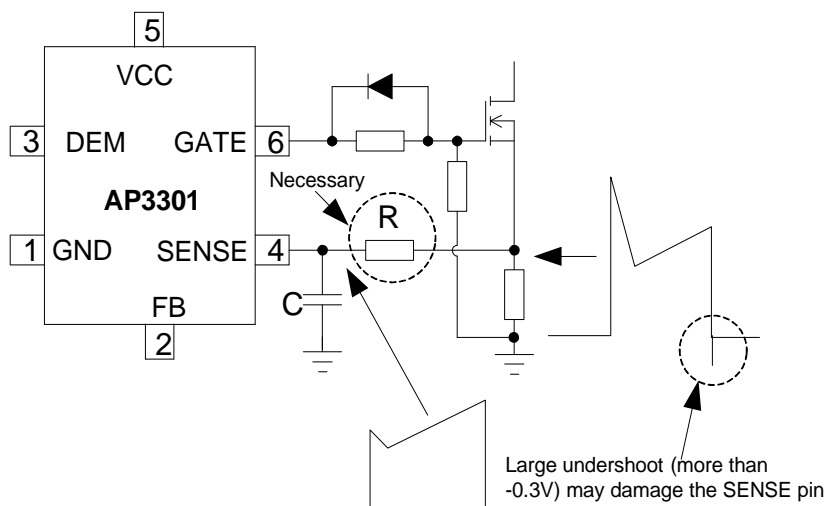 5
VCC
3 DEM GATE 6
Necessary
AP3301
R
1 GND SENSE 4
FB
C
2
Large undershoot (more than
-0.3V) may damage the SENSE pin